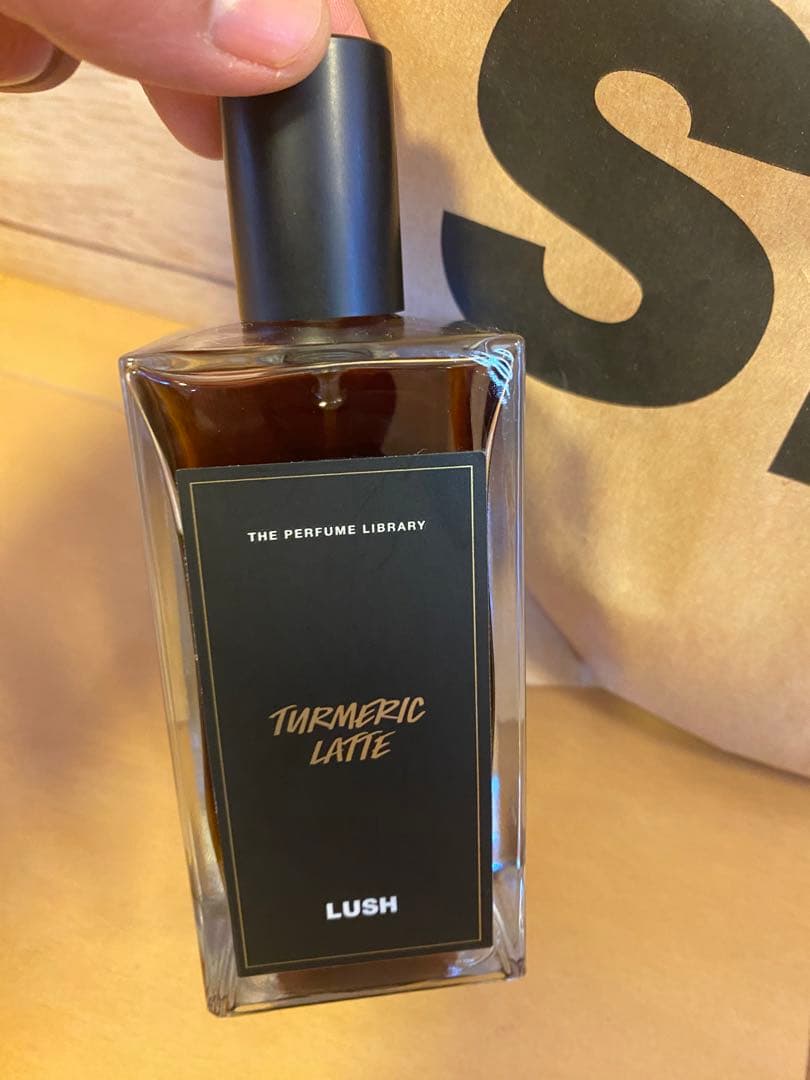 S
THE PERFUME LIBRARY
TURMERIC
LATTE
LUSH